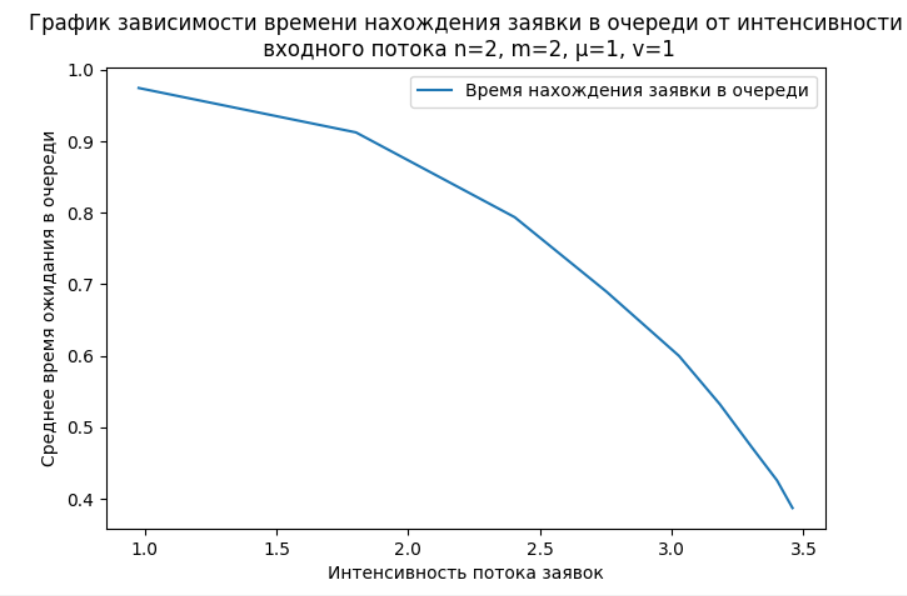 График зависимости времени нахождения заявки в очереди от интенсивности
входного потока n=2, m=2, μ=1, v=1
Время нахождения заявки в очереди
Среднее время ожидания в очереди
1.0
0.9
0.8
0.7
0.6
0.5
0.4
1.0 1.5 2.0 2.5 3.0 3.5
Интенсивность потока заявок